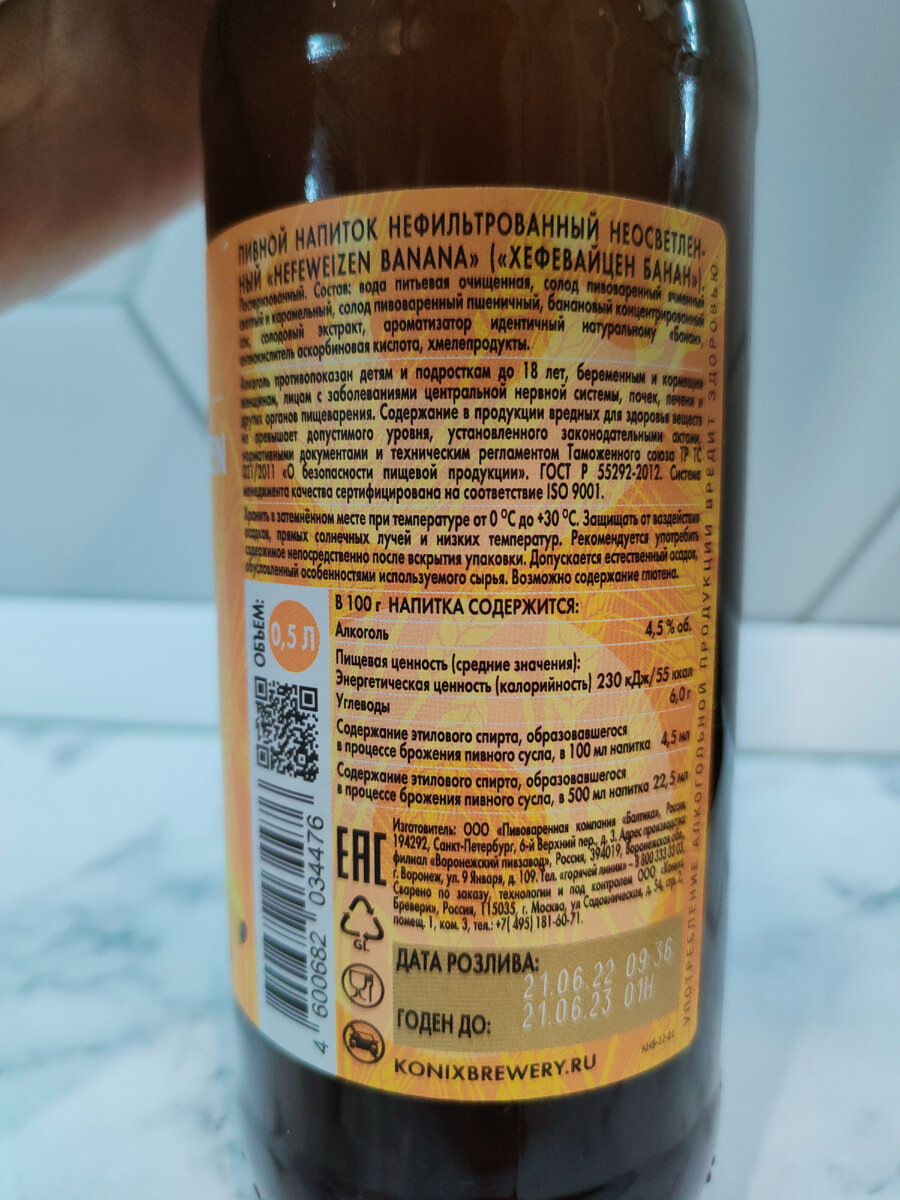 ПИВНОЙ НАПИТОК НЕФИЛЬТРОВАННЫЙ НЕОСВЕТЛЕН-
НЫЙ «HEFEWEIZEN BANANA» («ХЕФЕВАЙЦЕН БАНАН»)
Пастеризованный. Состав: вода питьевая очищенная, солод пивоваренный ячменный
светлый и карамельный, солод пивоваренный пшеничный, банановый концентрированный
сок, солодовый экстракт, ароматизатор идентичный натуральному «Банан»,
антиокислитель аскорбиновая кислота, хмелепродукты.
Алкоголь противопоказан детям и подросткам до 18 лет, беременным и кормящим
женщинам, лицам с заболеваниями центральной нервной системы, почек, печени и
других органов пищеварения. Содержание в продукции вредных для здоровья веществ
не превышает допустимого уровня, установленного законодательными актами,
нормативными документами и техническим регламентом Таможенного союза ТР ТС
021/2011 «О безопасности пищевой продукции». ГОСТ Р 55292-2012. Система
менеджмента качества сертифицирована на соответствие ISO 9001.
Хранить в затемнённом месте при температуре от 0 °C до +30 °C. Защищать от воздействия
осадков, прямых солнечных лучей и низких температур. Рекомендуется употребить
содержимое непосредственно после вскрытия упаковки. Допускается естественный осадок,
обусловленный особенностями используемого сырья. Возможно содержание глютена.
ОБЪЕМ:
0,5 Л
В 100 г НАПИТКА СОДЕРЖИТСЯ:
Алкоголь 4,5 % об.
Пищевая ценность (средние значения):
Энергетическая ценность (калорийность) 230 кДж/55 ккал
Углеводы 6,0 г
Содержание этилового спирта, образовавшегося
в процессе брожения пивного сусла, в 100 мл напитка 4,5 мл
Содержание этилового спирта, образовавшегося
в процессе брожения пивного сусла, в 500 мл напитка 22,5 мл
EAC
Изготовитель: ООО «Пивоваренная компания «Балтика», Россия,
194292, Санкт-Петербург, 6-й Верхний пер., д. 3. Адрес производства:
филиал «Воронежский пивзавод», Россия, 394019, Воронежская обл.,
г. Воронеж, ул. 9 Января, д. 109. Тел. «горячей линии» – 8 800 333 33 03.
Сварено по заказу, технологии и под контролем ООО «Коникс
Бревери», Россия, 115035, г. Москва, ул Садовническая, д. 54, стр.
помещ. 1, ком. 3, тел.: +7( 495) 181-60-71.
GL
ДАТА РОЗЛИВА:
21.06.22 09:36
ГОДЕН ДО:
21.06.23 01Н
KONIXBREWERY.RU
КНБ-22-01
4 600682 034476
УПОТРЕБЛЕНИЕ АЛКОГОЛЬНОЙ ПРОДУКЦИИ ВРЕДИТ ЗДОРОВЬЮ